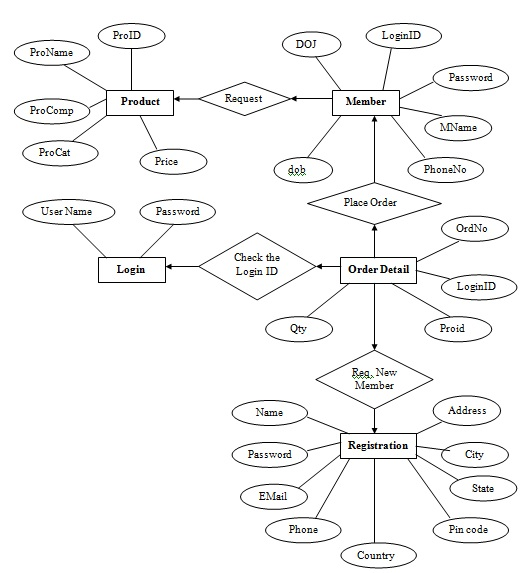 ProID
DOJ
LoginID
ProName
Password
Product
Request
Member
ProComp
MName
ProCat
Price
dob
PhoneNo
Place Order
User Name
Password
OrdNo
Check the
Login ID
Login
Order Detail
LoginID
Qty
Proid
Req. New
Member
Name
Address
Registration
Password
City
EMail
State
Phone
Pin code
Country